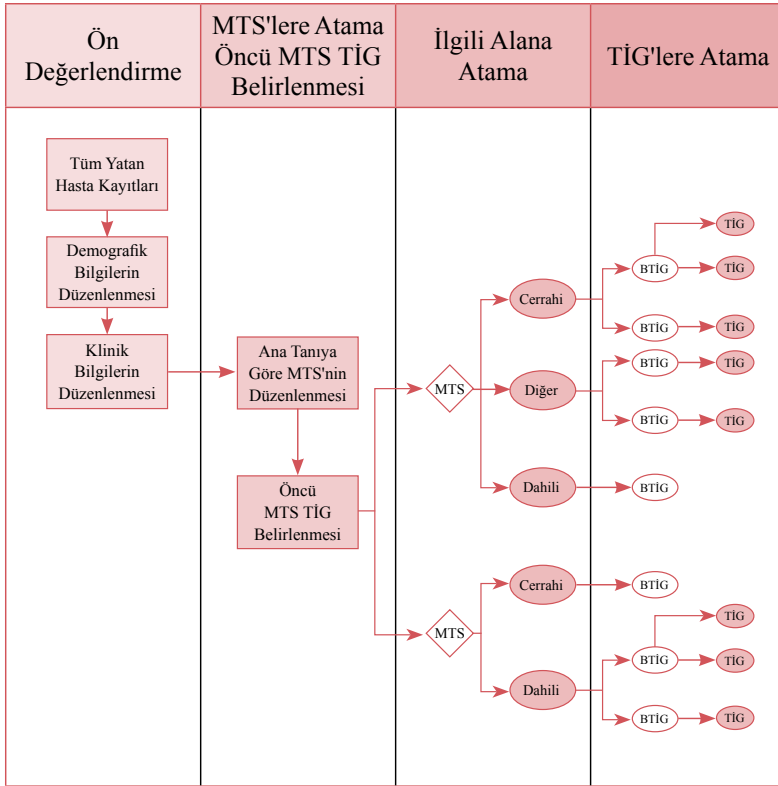 Ön
Değerlendirme
MTS'lere Atama
Öncü MTS TİG
Belirlenmesi
İlgili Alana
Atama
TİG'lere Atama
Tüm Yatan
Hasta Kayıtları
Demografik
Bilgilerin
Düzenlenmesi
Klinik
Bilgilerin
Düzenlenmesi
Ana Tanıya
Göre MTS'nin
Düzenlenmesi
Öncü
MTS TİG
Belirlenmesi
MTS
Cerrahi
BTİG
TİG
TİG
BTİG
TİG
Diğer
BTİG
TİG
BTİG
TİG
Dahili
BTİG
MTS
Cerrahi
BTİG
Dahili
BTİG
TİG
TİG
BTİG
TİG